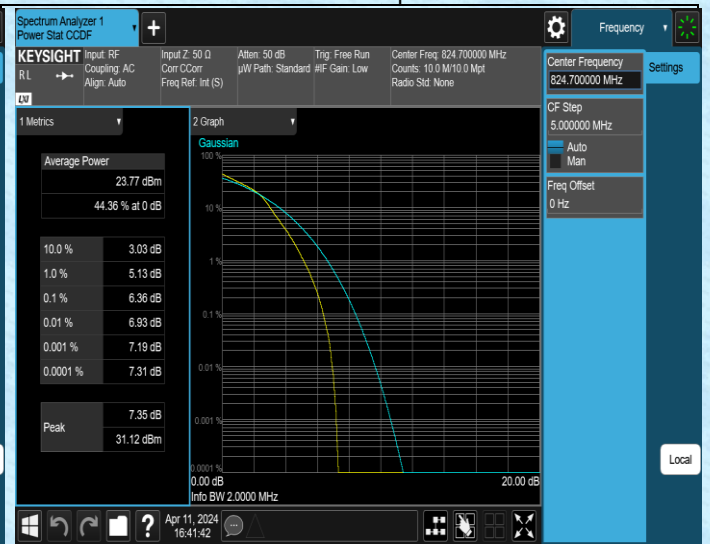 Spectrum Analyzer 1
Power Stat CCDF
+
Frequency
KEYSIGHT
RL
LXI
Input: RF
Coupling: AC
Align: Auto
Input Z: 50 Ω
Corr CCorr
Freq Ref: Int (S)
Atten: 50 dB
µW Path: Standard
Trig: Free Run
#IF Gain: Low
Center Freq: 824.700000 MHz
Counts: 10.0 M/10.0 Mpt
Radio Std: None
Center Frequency
824.700000 MHz
Settings
CF Step
5.000000 MHz
Auto
Man
Freq Offset
0 Hz
1 Metrics
Average Power
23.77 dBm
44.36 % at 0 dB
10.0 % 3.03 dB
1.0 % 5.13 dB
0.1 % 6.36 dB
0.01 % 6.93 dB
0.001 % 7.19 dB
0.0001 % 7.31 dB
Peak
7.35 dB
31.12 dBm
2 Graph
Gaussian
100 %
10 %
1 %
0.1 %
0.01 %
0.001 %
0.0001 %
0.00 dB 20.00 dB
Info BW 2.0000 MHz
Local
?
Apr 11, 2024
16:41:42